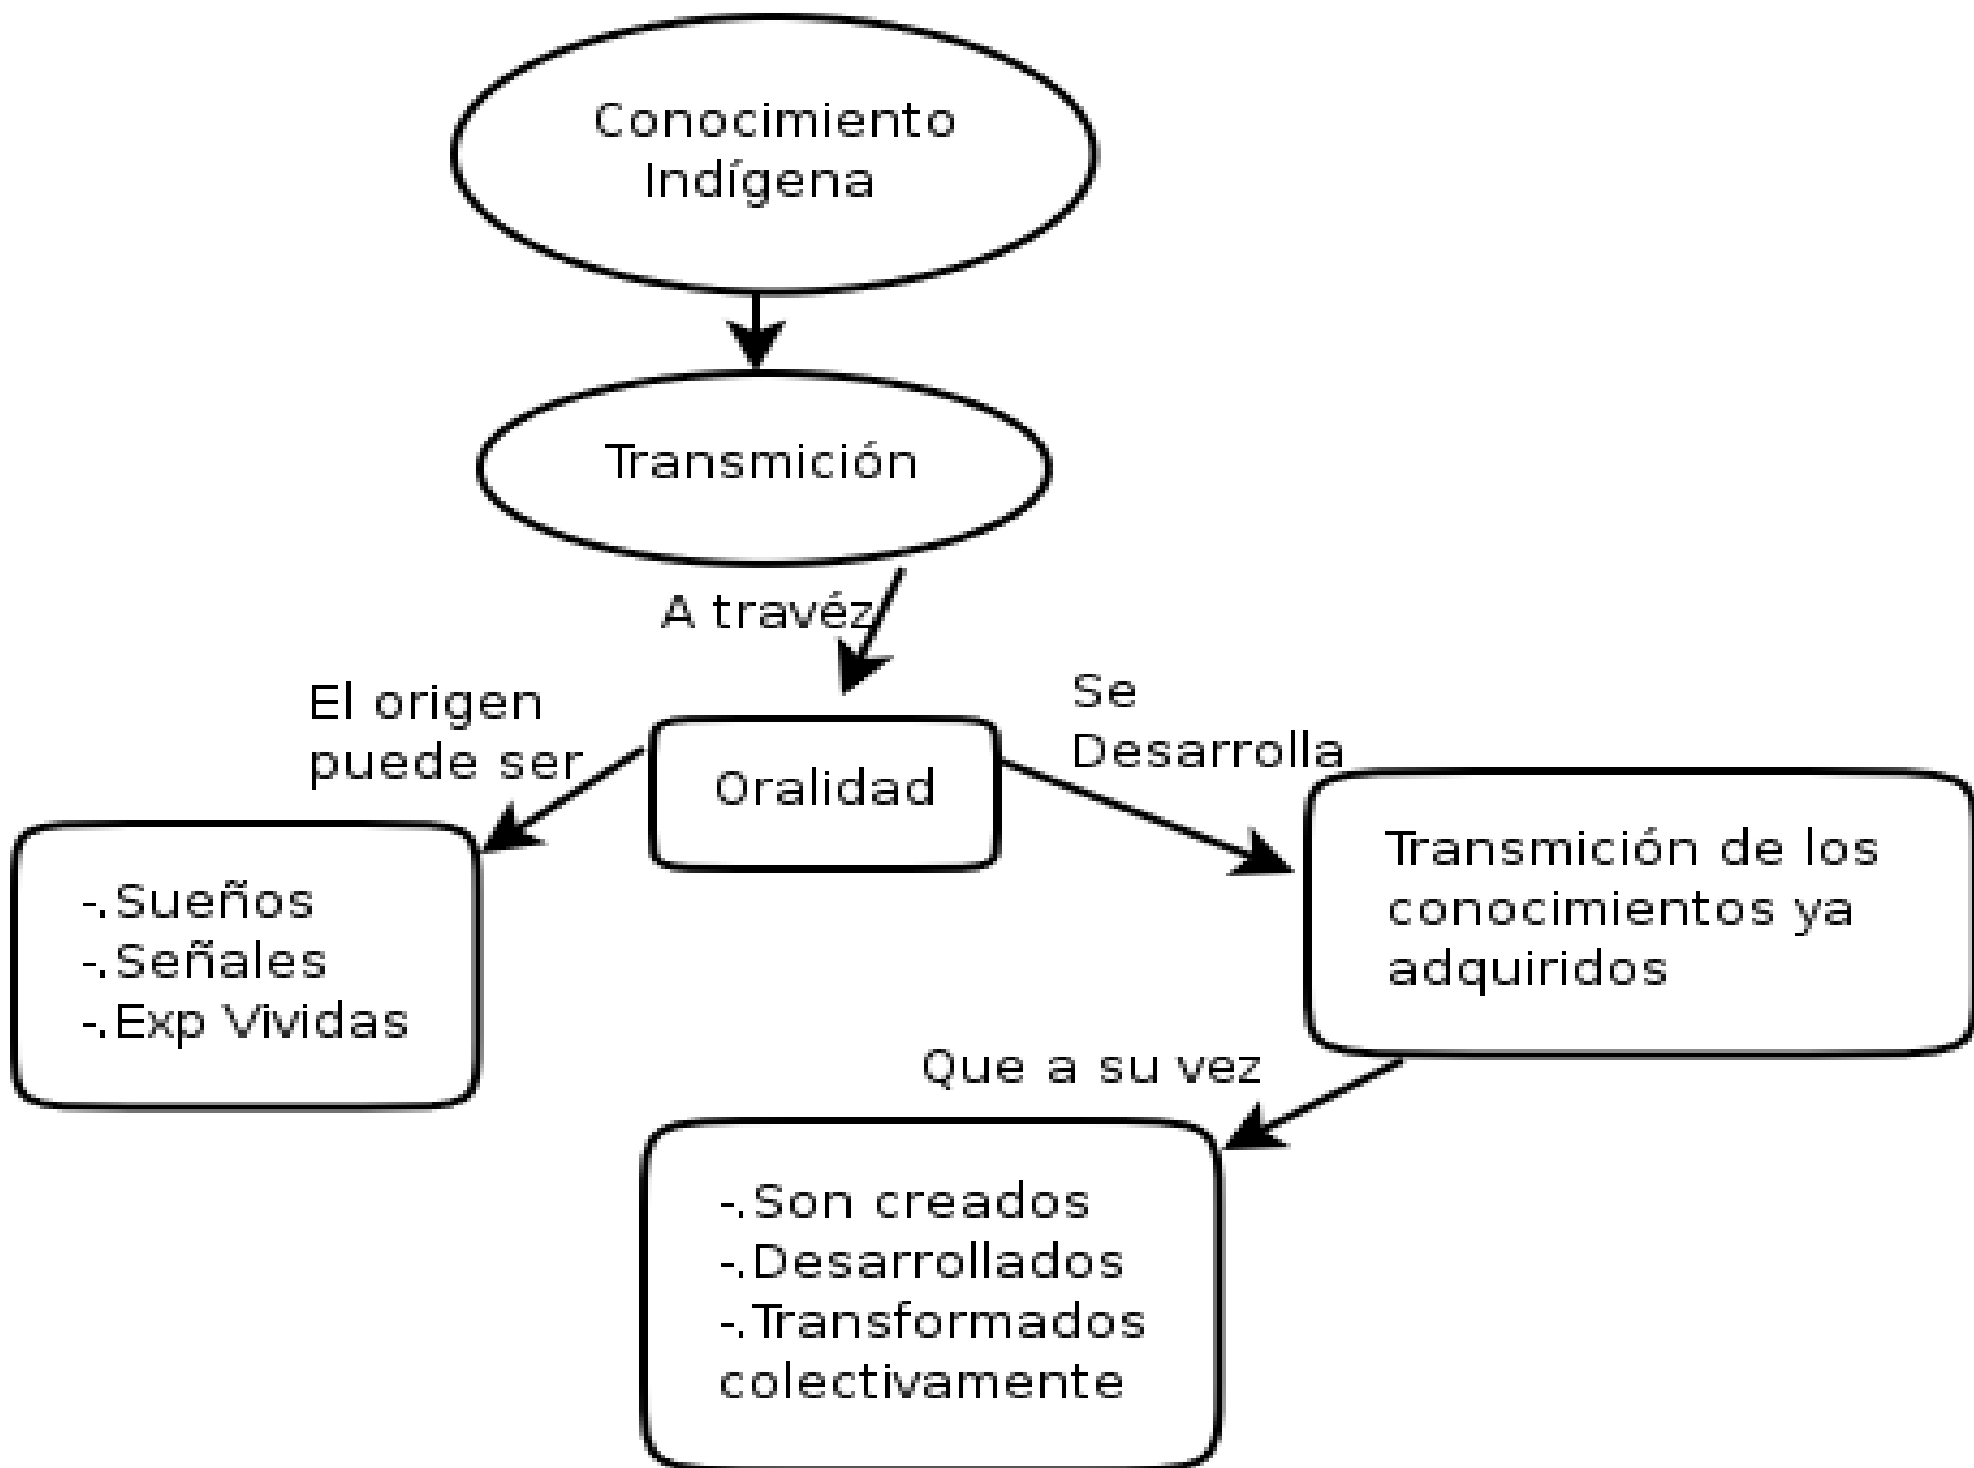 Conocimiento
Indígena
Transmición
A travéz
El origen
puede ser
Se
Desarrolla
Oralidad
-.Sueños
-.Señales
-.Exp Vividas
Transmición de los
conocimientos ya
adquiridos
Que a su vez
-.Son creados
-.Desarrollados
-.Transformados
colectivamente